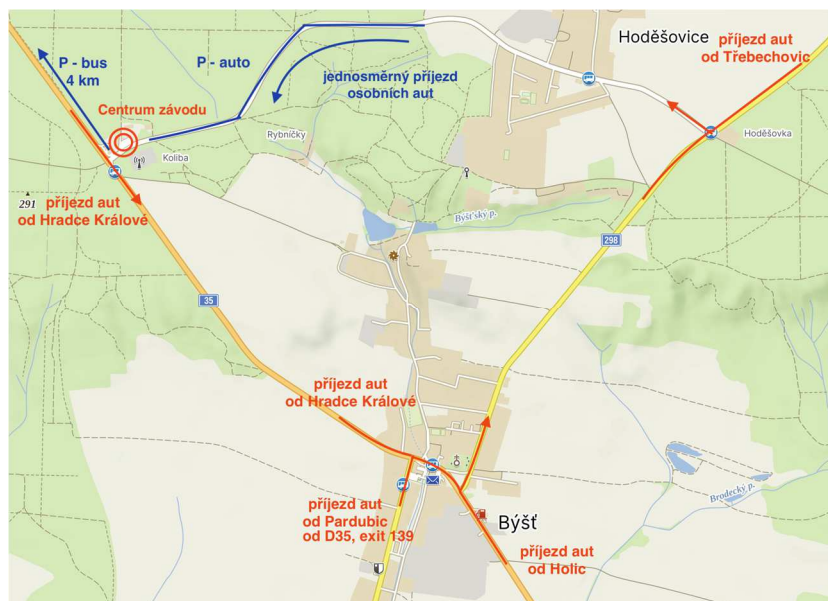 Hoděšovice
příjezd aut
od Třebechovic
P - bus
4 km
P - auto
jednosměrný příjezd
osobních aut
Centrum závodu
Rybníčky
Hoděšovka
Koliba
příjezd aut
od Hradce Králové
291
Býšťský p.
298
35
příjezd aut
od Hradce Králové
příjezd aut
od Pardubic
od D35, exit 139
Býšť
Brodecký p.
příjezd aut
od Holic